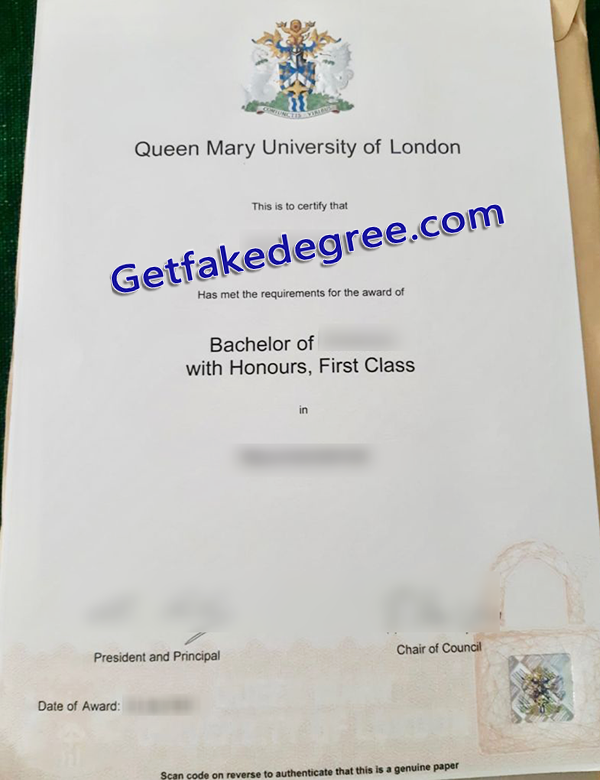 Queen Mary University of London
This is to certify that
Getfakedegree.com
Has met the requirements for the award of
Bachelor of
with Honours, First Class
in
President and Principal
Chair of Council
Date of Award:
Scan code on reverse to authenticate that this is a genuine paper